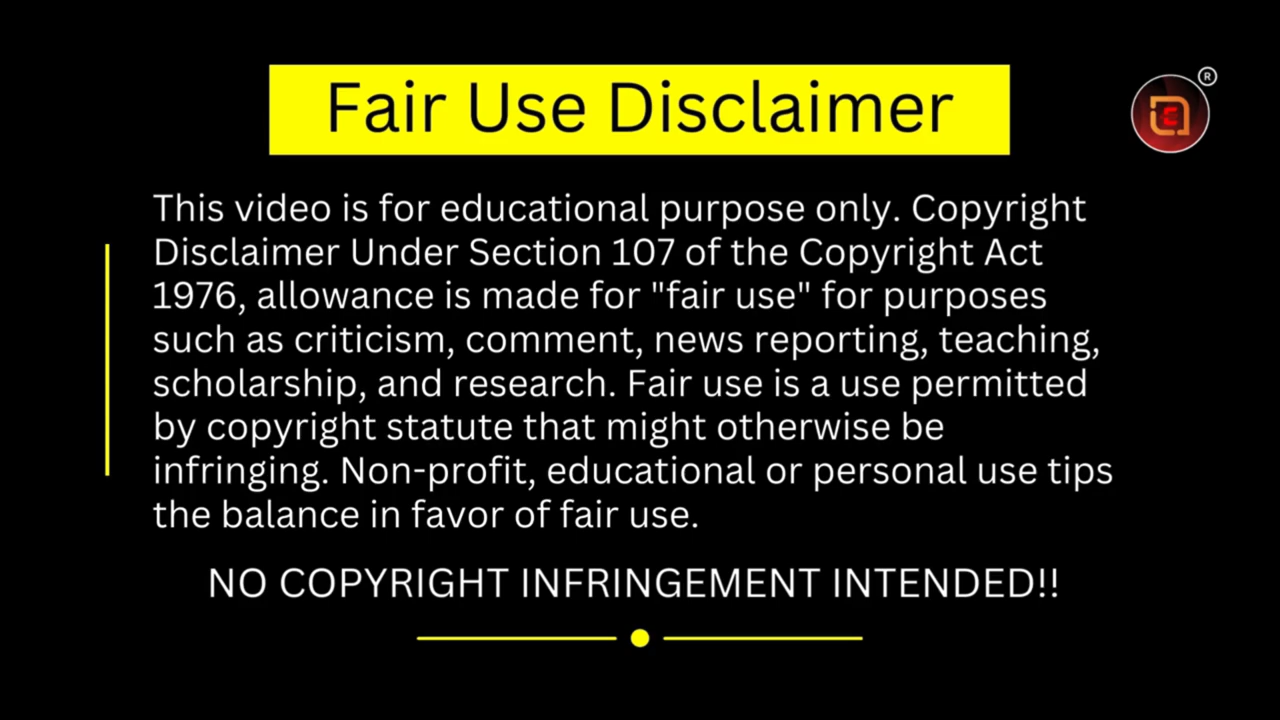 Fair Use Disclaimer
®
This video is for educational purpose only. Copyright
Disclaimer Under Section 107 of the Copyright Act
1976, allowance is made for "fair use" for purposes
such as criticism, comment, news reporting, teaching,
scholarship, and research. Fair use is a use permitted
by copyright statute that might otherwise be
infringing. Non-profit, educational or personal use tips
the balance in favor of fair use.
NO COPYRIGHT INFRINGEMENT INTENDED!!